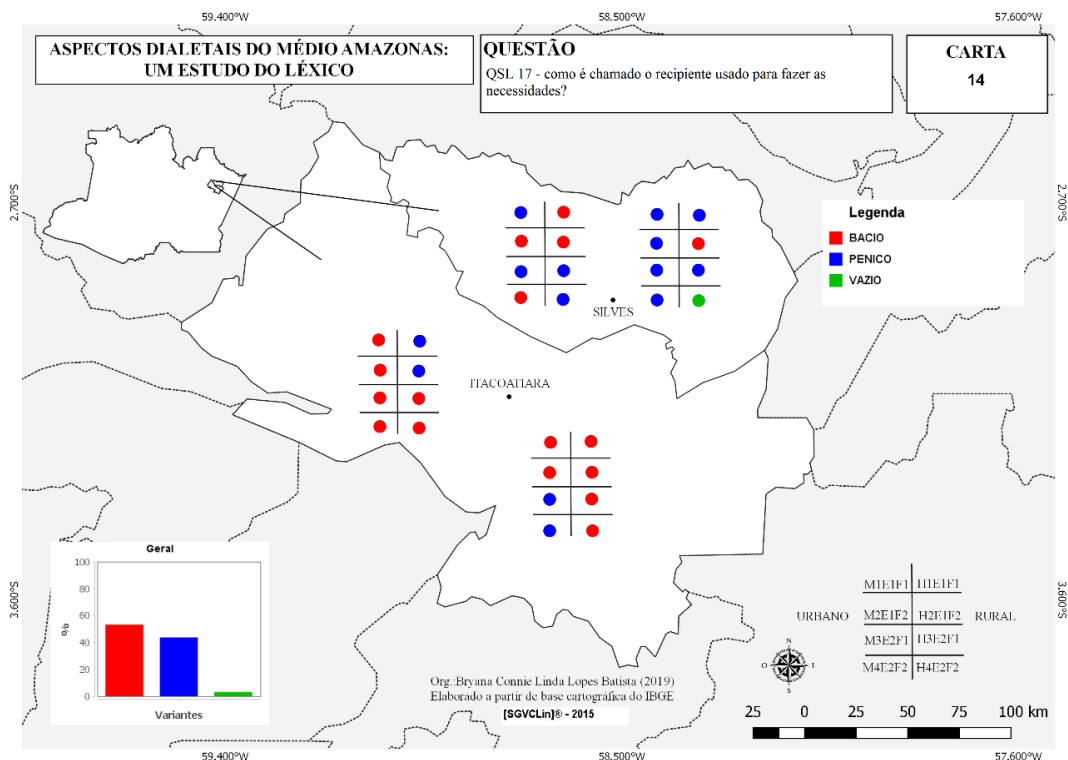 59.400°W
58.500°W
57.600°W
ASPECTOS DIALETAIS DO MÉDIO AMAZONAS:
UM ESTUDO DO LÉXICO
QUESTÃO
QSL 17 - como é chamado o recipiente usado para fazer as
necessidades?
CARTA
14
2.700°S
2.700°S
Legenda
BACIO
PENICO
VAZIO
SILVES
ITACOATIARA
Geral
100
80
60
40
20
0
%
Variantes
3.600°S
3.600°S
M1E1F1 H1E1F1
URBANO M2E1F2 H2E1F2 RURAL
M3E2F1 H3E2F1
M4E2F2 H4E2F2
N
O L
S
Org.:Bryana Connie Linda Lopes Batista (2019)
Elaborado a partir de base cartográfica do IBGE
[SGVCLin]® - 2015
25 0 25 50 75 100 km
59.400°W
58.500°W
57.600°W